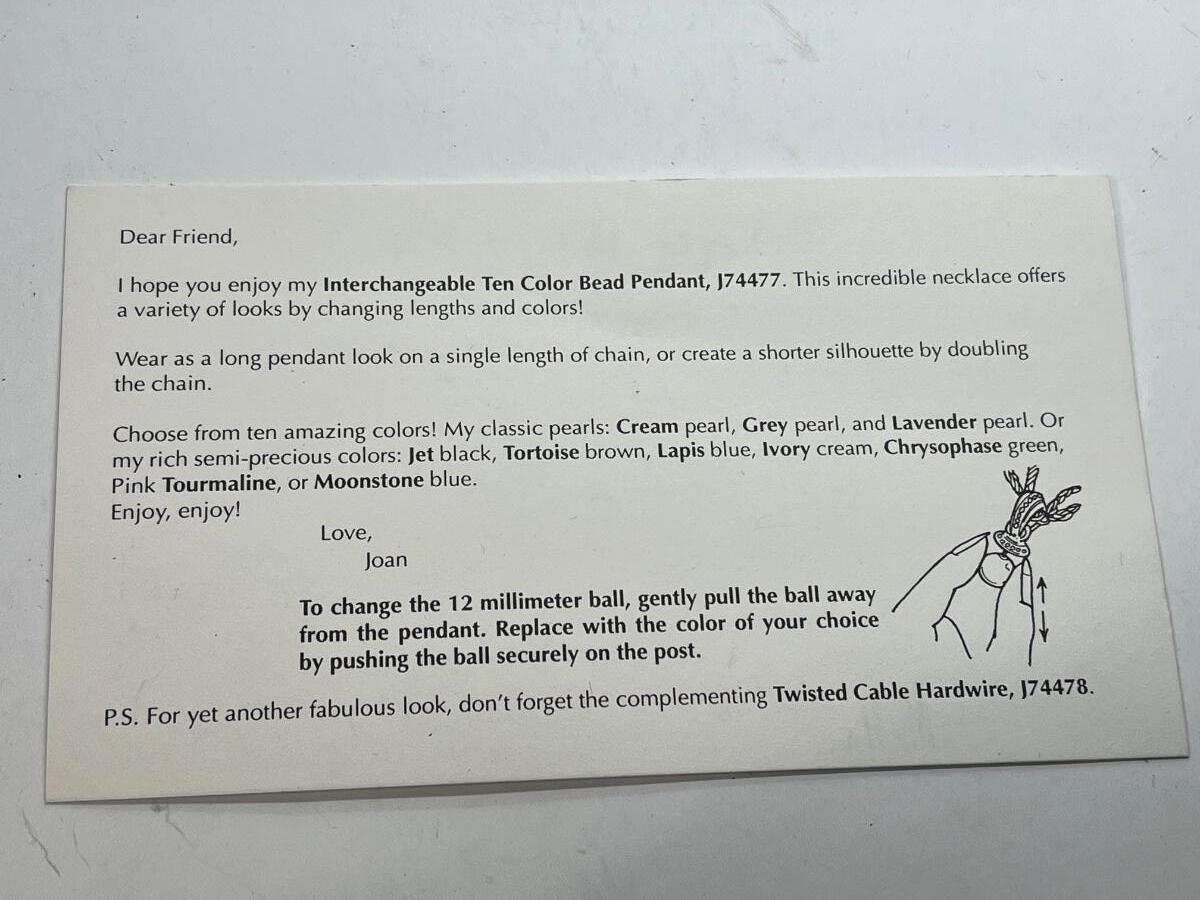 Dear Friend,
I hope you enjoy my Interchangeable Ten Color Bead Pendant, J74477. This incredible necklace offers
a variety of looks by changing lengths and colors!
Wear as a long pendant look on a single length of chain, or create a shorter silhouette by doubling
the chain.
Choose from ten amazing colors! My classic pearls: Cream pearl, Grey pearl, and Lavender pearl. Or
my rich semi-precious colors: Jet black, Tortoise brown, Lapis blue, Ivory cream, Chrysophase green,
Pink Tourmaline, or Moonstone blue.
Enjoy, enjoy!
Love,
Joan
To change the 12 millimeter ball, gently pull the ball away
from the pendant. Replace with the color of your choice
by pushing the ball securely on the post.
P.S. For yet another fabulous look, don't forget the complementing Twisted Cable Hardwire, J74478.